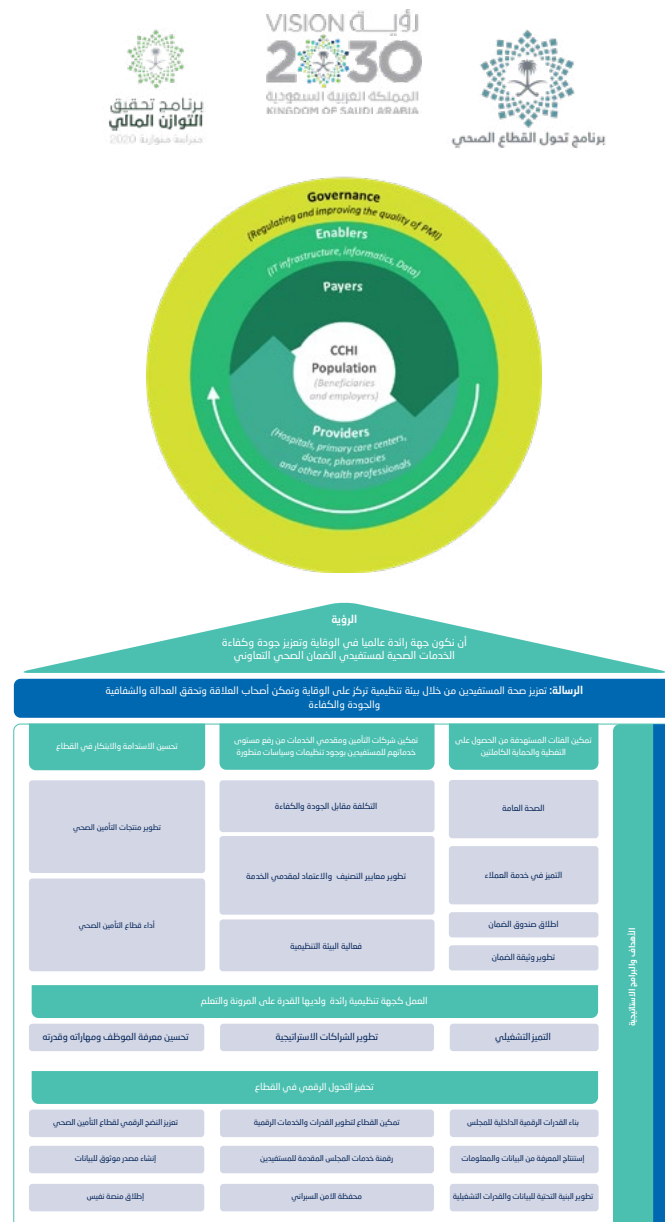 VISION رؤيــة
2030
المملكة العربية السعودية
KINGDOM OF SAUDI ARABIA
برنامج تحقيق
التوازن المالي
ميزانية متوازنة 2020
برنامج تحول القطاع الصحي
Governance
(Regulating and improving the quality of PMI)
Enablers
(IT infrastructure, informatics, Data)
Payers
CCHI
Population
(Beneficiaries
and employers)
Providers
(Hospitals, primary care centers,
doctor, pharmacies
and other health professionals
الرؤية
أن نكون جهة رائدة عالميا في الوقاية وتعزيز جودة وكفاءة
الخدمات الصحية لمستفيدي الضمان الصحي التعاوني
الرسالة: تعزيز صحة المستفيدين من خلال بيئة تنظيمية تركز على الوقاية وتمكن أصحاب العلاقة وتحقق العدالة والشفافية
والجودة والكفاءة
الأهداف والبرامج الاستراتيجية
تمكين الفئات المستهدفة من الحصول على
التغطية والحماية الكاملتين
الصحة العامة
التميز في خدمة العملاء
اطلاق صندوق الضمان
تطوير وثيقة الضمان
تمكين شركات التأمين ومقدمي الخدمات من رفع مستوى
خدماتهم للمستفيدين بوجود تنظيمات وسياسات متطورة
التكلفة مقابل الجودة والكفاءة
تطوير معايير التصنيف والاعتماد لمقدمي الخدمة
فعالية البيئة التنظيمية
تحسين الاستدامة والابتكار في القطاع
تطوير منتجات التأمين الصحي
أداء قطاع التأمين الصحي
العمل كجهة تنظيمية رائدة ولديها القدرة على المرونة والتعلم
التميز التشغيلي
تطوير الشراكات الاستراتيجية
تحسين معرفة الموظف ومهاراته وقدرته
تحفيز التحول الرقمي في القطاع
بناء القدرات الرقمية الداخلية للمجلس
تمكين القطاع لتطوير القدرات والخدمات الرقمية
تعزيز النضج الرقمي لقطاع التأمين الصحي
إستنتاج المعرفة من البيانات والمعلومات
رقمنة خدمات المجلس المقدمة للمستفيدين
إنشاء مصدر موثوق للبيانات
تطوير البنية التحتية للبيانات والقدرات التشغيلية
محفظة الامن السبراني
إطلاق منصة نفيس